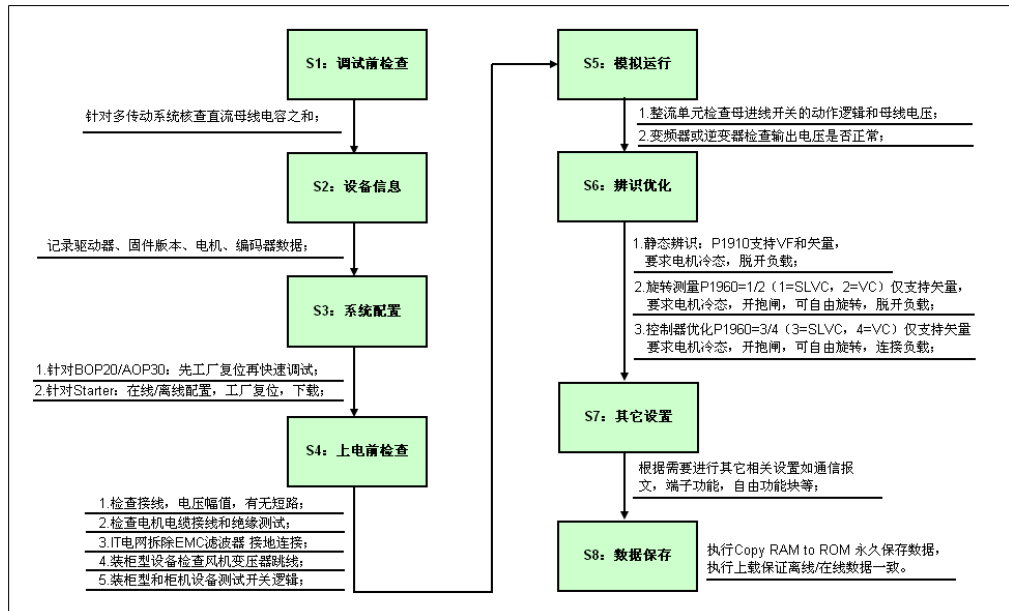 S1：调试前检查
针对多传动系统核查直流母线电容之和；
S2：设备信息
记录驱动器、固件版本、电机、编码器数据；
S3：系统配置
1.针对BOP20/AOP30：先工厂复位再快速调试；
2.针对Starter：在线/离线配置，工厂复位，下载；
S4：上电前检查
1.检查接线，电压幅值，有无短路；
2.检查电机电缆接线和绝缘测试；
3.IT电网拆除EMC滤波器 接地连接；
4.装柜型设备检查风机变压器跳线；
5.装柜型和柜机设备测试开关逻辑；
S5：模拟运行
1.整流单元检查母进线开关的动作逻辑和母线电压；
2.变频器或逆变器检查输出电压是否正常；
S6：辨识优化
1.静态辨识：P1910支持VF和矢量，
要求电机冷态，脱开负载；
2.旋转测量P1960=1/2（1=SLVC，2=VC）仅支持矢量，
要求电机冷态，开抱闸，可自由旋转，脱开负载；
3.控制器优化P1960=3/4（3=SLVC，4=VC）仅支持矢量
要求电机冷态，开抱闸，可自由旋转，连接负载；
S7：其它设置
根据需要进行其它相关设置如通信报
文，端子功能，自由功能块等；
S8：数据保存
执行Copy RAM to ROM 永久保存数据，
执行上载保证离线/在线数据一致。